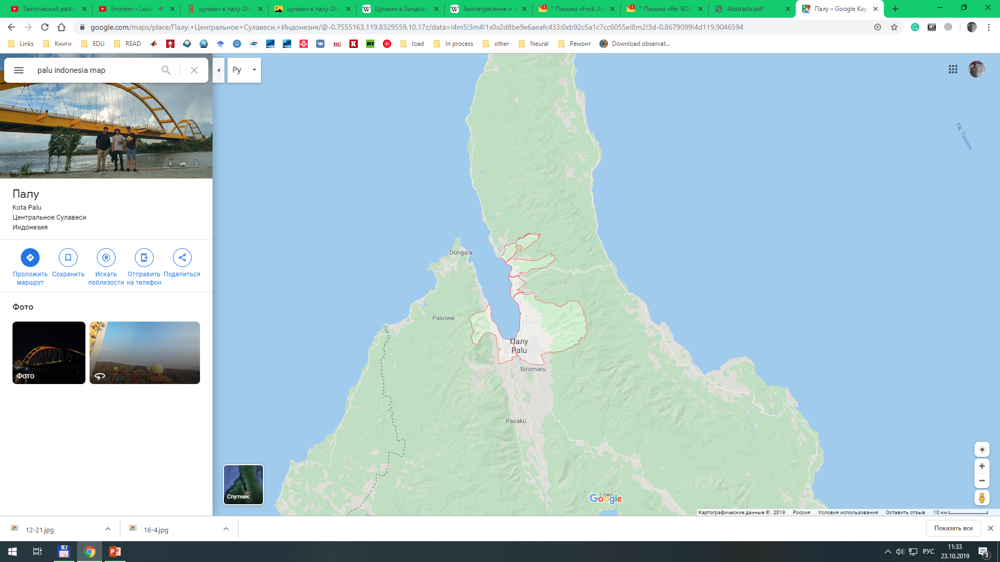 Тактический разбо
Eminem – Lose
цунами в палу 28 с
цунами в палу 28 с
Цунами в Зондско
Землетрясение и ц
* Письмо «Fwd: Зас
* Письмо «Re: ВОЛ
Abstracts.pdf
Палу – Google Кар
google.com/maps/place/Палу,+Центральное+Сулавеси,+Индонезия/@-0.7555163,119.8329559,10.17z/data=!4m5!3m4!1s0x2d8be9e6aeafc433:0xb92c5a1c7cc6055e!8m2!3d-0.8679099!4d119.9046594
Links
Книги
EDU
READ
load
In process
other
Neural
Ремонт
Download observat...
palu indonesia map
Ру
Tlk. Tomimi
Палу
Kota Palu
Центральное Сулавеси
Индонезия
Проложить маршрут
Сохранить
Искать поблизости
Отправить на телефон
Поделиться
Фото
Фото
Dongala
Pasowe
Палу
Palu
Biromaru
Pasaku
Спутник
Google
Картографические данные © , 2019
Россия
Условия использования
Оставить отзыв
10 км
12-21.jpg
16-4.jpg
Показать все
РУС
11:33
23.10.2019
3